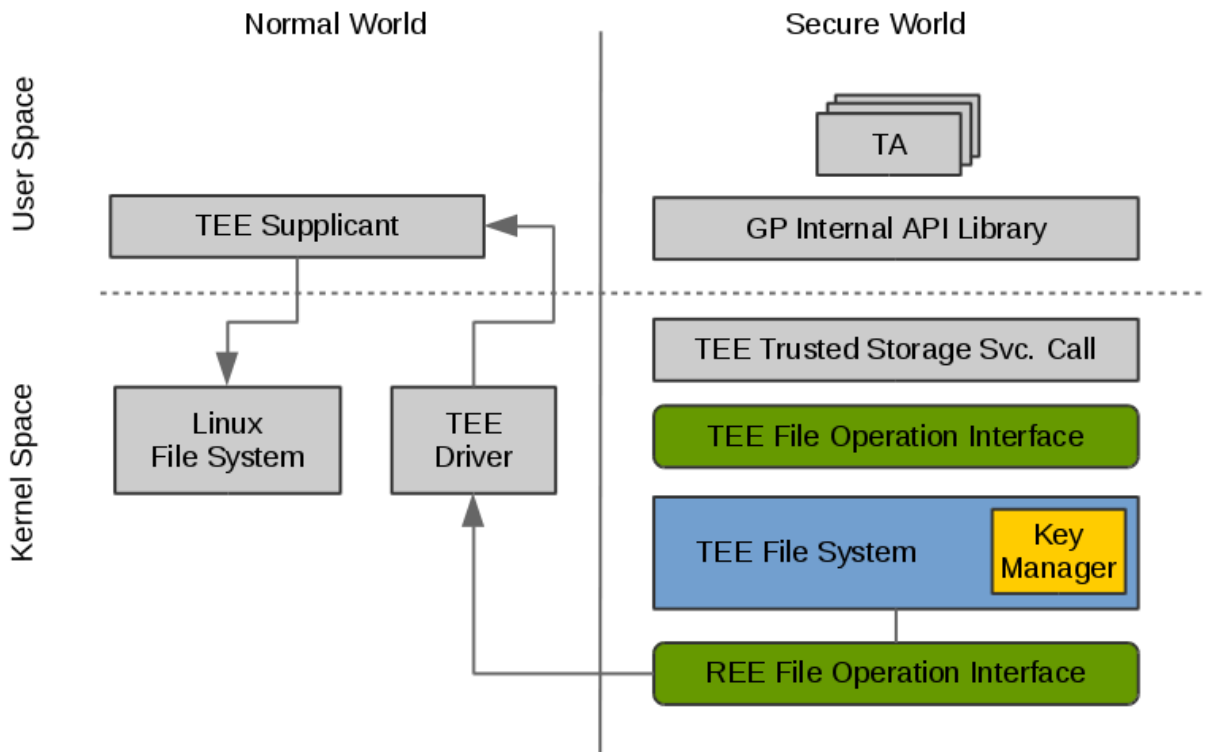 Normal World
Secure World
User Space
TA
TEE Supplicant
GP Internal API Library
Kernel Space
TEE Trusted Storage Svc. Call
Linux
File System
TEE
Driver
TEE File Operation Interface
TEE File System
Key
Manager
REE File Operation Interface